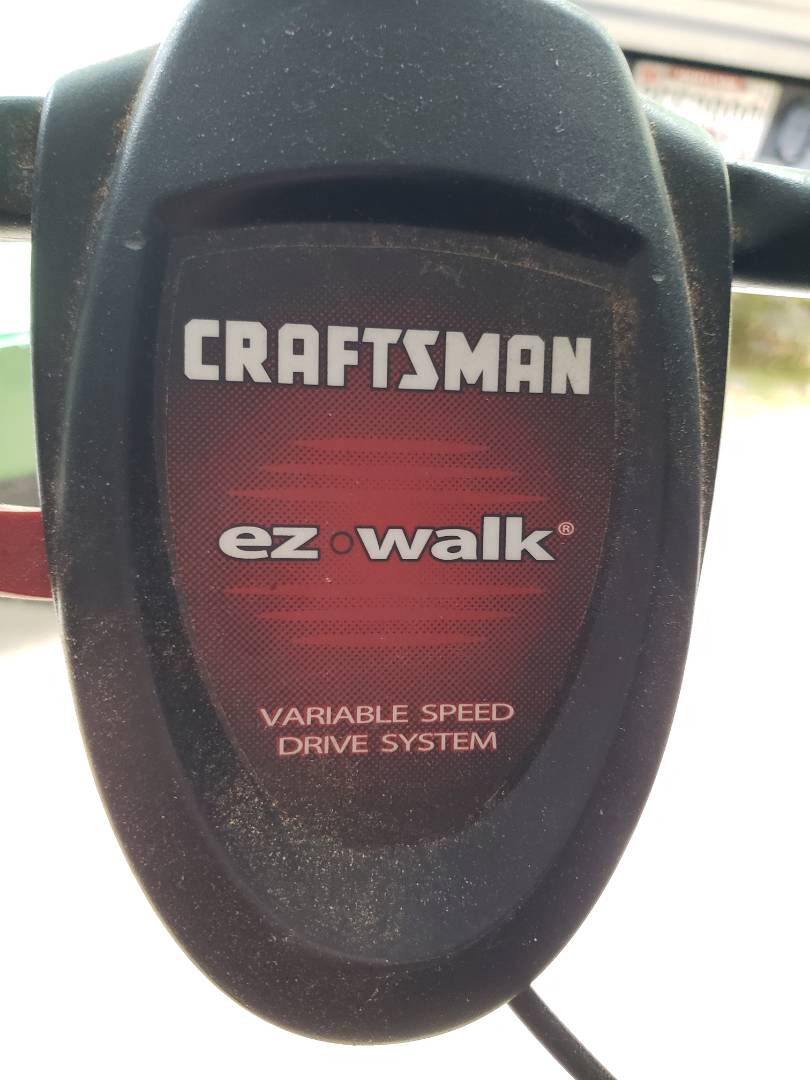 CRAFTSMAN
ez walk®
VARIABLE SPEED
DRIVE SYSTEM